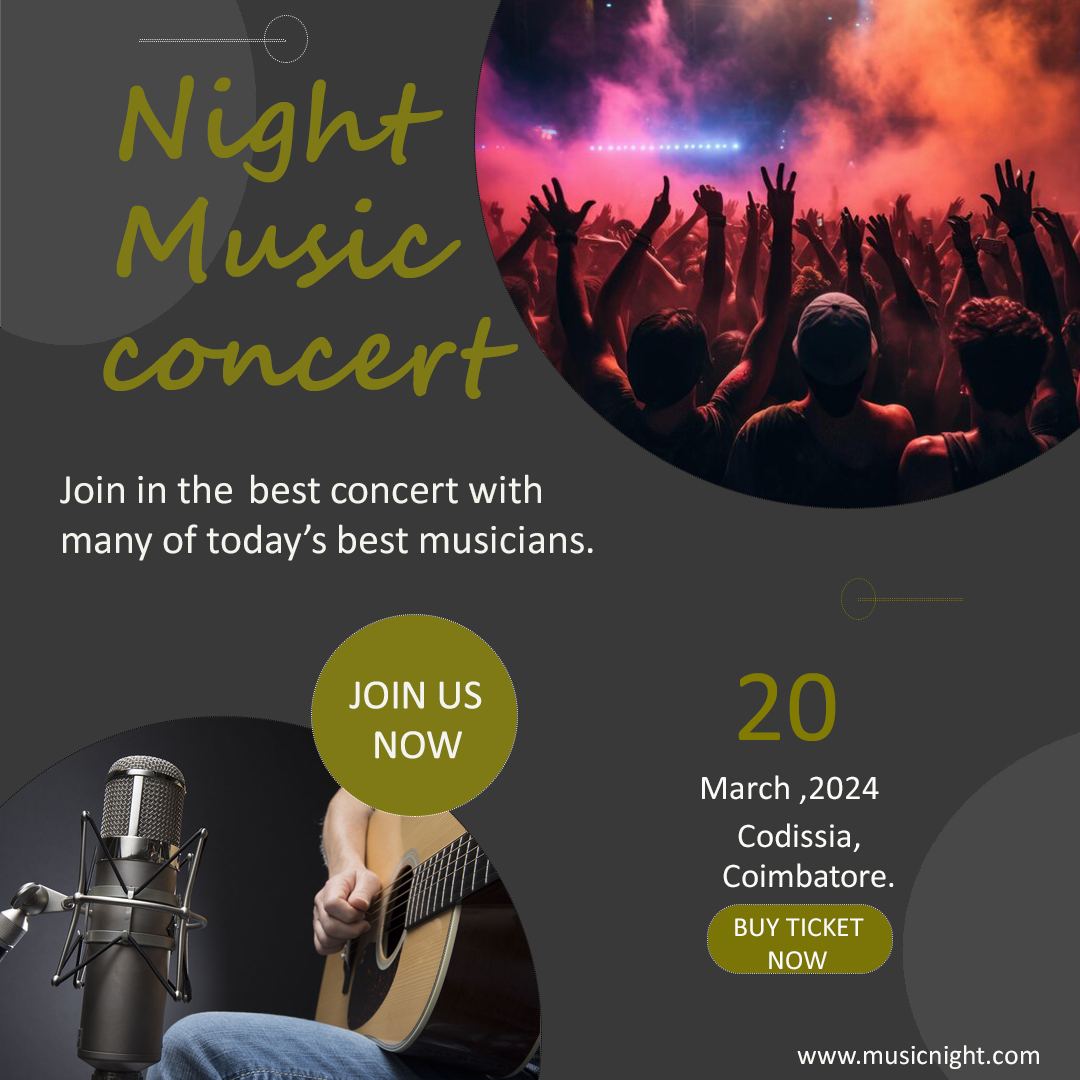 Night
Music
concert
Join in the best concert with
many of today’s best musicians.
JOIN US
NOW
20
March ,2024
Codissia,
Coimbatore.
BUY TICKET
NOW
www.musicnight.com